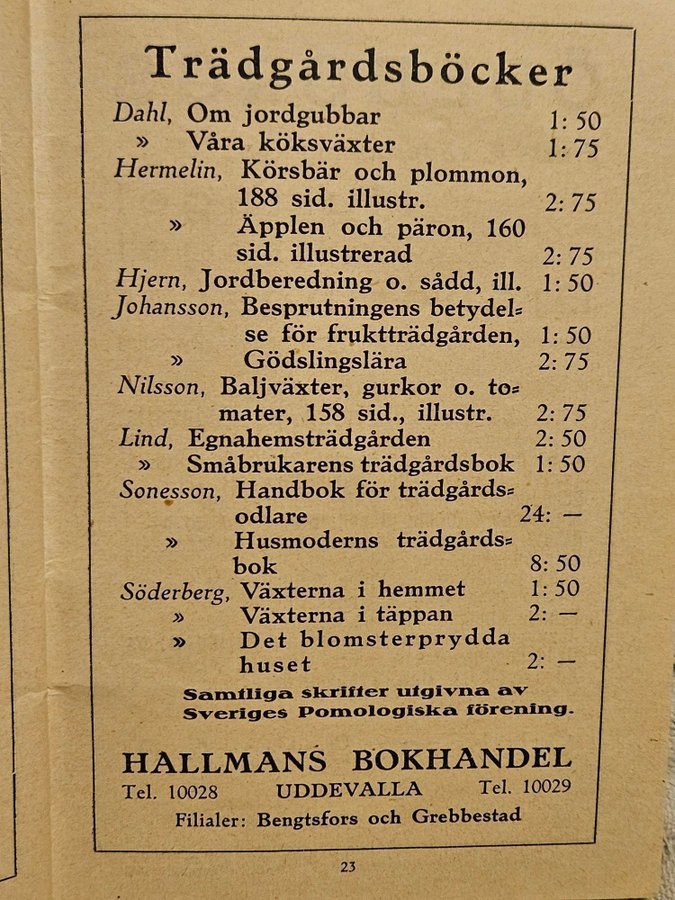 Trädgårdsböcker
Dahl, Om jordgubbar 1: 50
» Våra köksväxter 1: 75
Hermelin, Körsbär och plommon,
188 sid. illustr. 2: 75
» Äpplen och päron, 160
sid. illustrerad 2: 75
Hjern, Jordberedning o. sådd, ill. 1: 50
Johansson, Besprutningens betydel=
se för fruktträdgården, 1: 50
» Gödslingslära 2: 75
Nilsson, Baljväxter, gurkor o. to=
mater, 158 sid., illustr. 2: 75
Lind, Egnahemsträdgården 2: 50
» Småbrukarens trädgårdsbok 1: 50
Sonesson, Handbok för trädgårds=
odlare 24: —
» Husmoderns trädgårds=
bok 8: 50
Söderberg, Växterna i hemmet 1: 50
» Växterna i täppan 2: —
» Det blomsterprydda
huset 2: —
Samtliga skrifter utgivna av
Sveriges Pomologiska förening.
HALLMANS BOKHANDEL
Tel. 10028 UDDEVALLA Tel. 10029
Filialer: Bengtsfors och Grebbestad
23